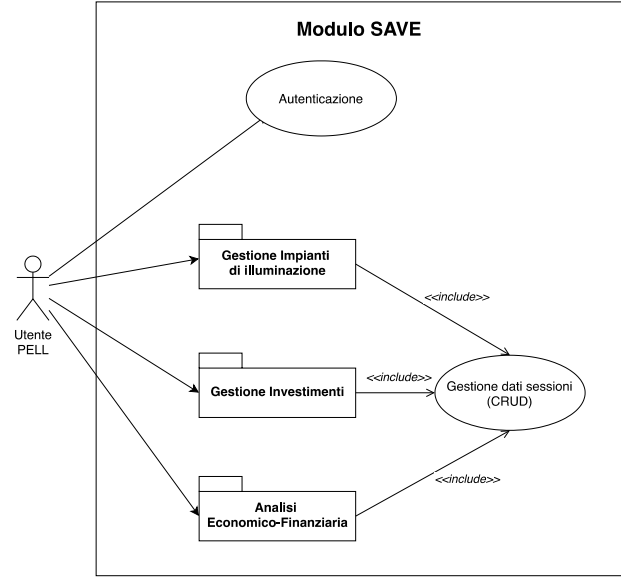 Modulo SAVE
Autenticazione
Gestione Impianti
di illuminazione
<<include>>
Utente
PELL
Gestione Investimenti
<<include>>
Gestione dati sessioni
(CRUD)
<<include>>
Analisi
Economico-Finanziaria